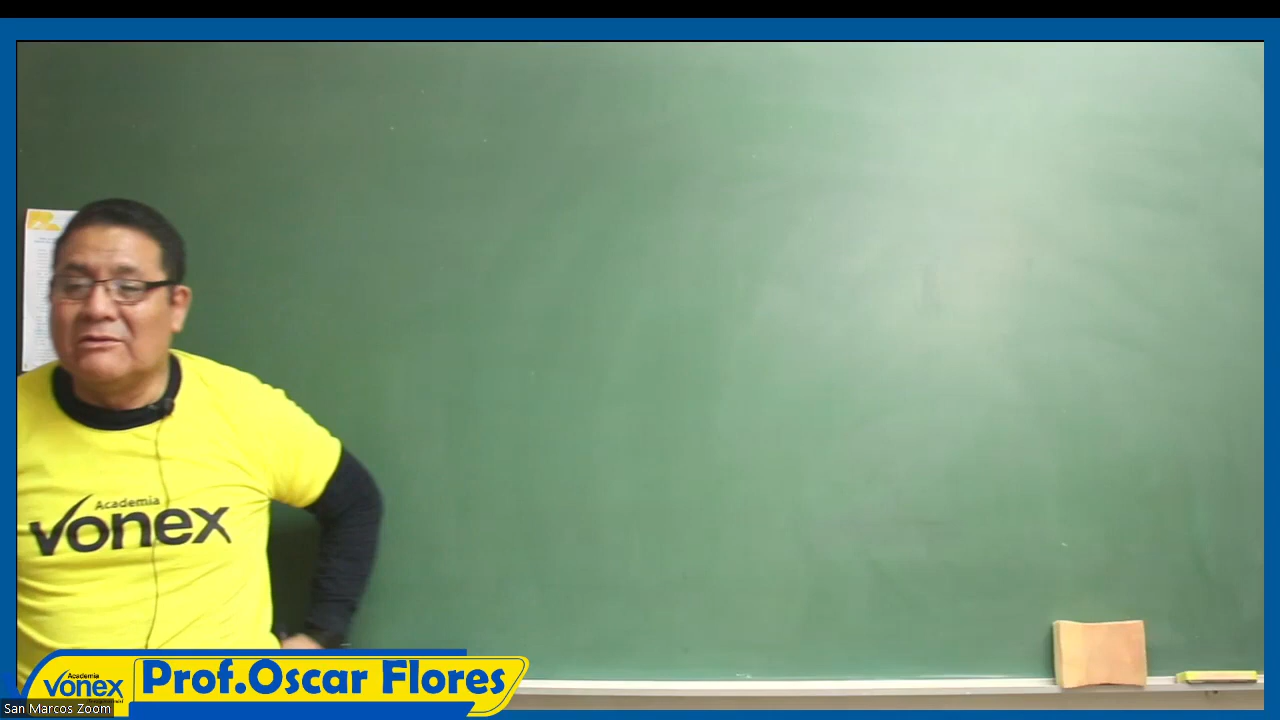 Academia
vonex
Academia
vonex
Prof.Oscar Flores
San Marcos Zoom